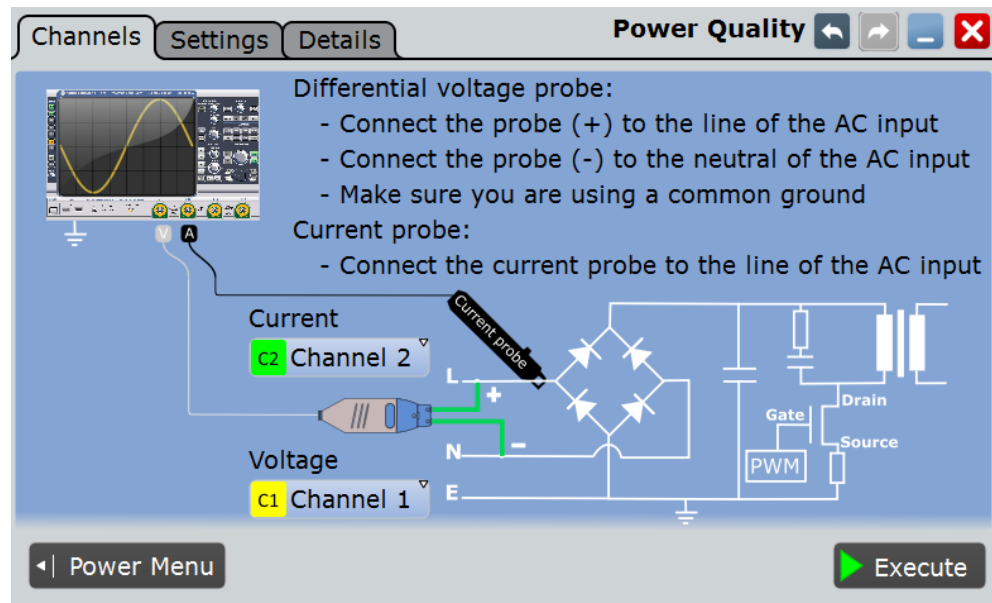 Channels Settings Details Power Quality
Differential voltage probe:
- Connect the probe (+) to the line of the AC input
- Connect the probe (-) to the neutral of the AC input
- Make sure you are using a common ground
Current probe:
- Connect the current probe to the line of the AC input
V A
Current probe
Current
C2 Channel 2
L
+
Drain
Gate
Source
N
-
PWM
Voltage
C1 Channel 1
E
Power Menu
Execute